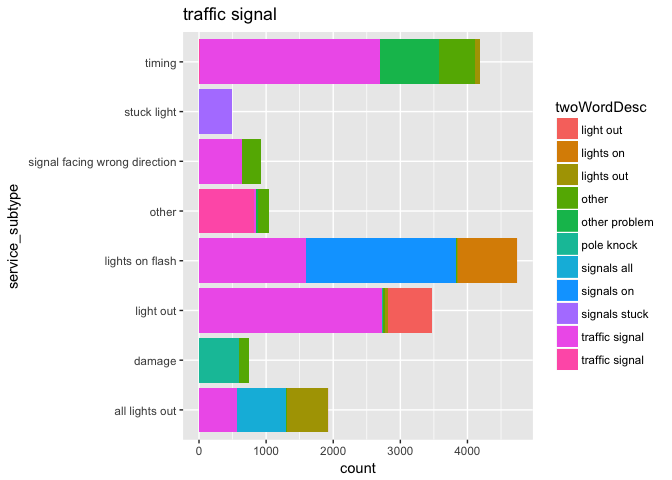 traffic signal
timing
stuck light
signal facing wrong direction
other
lights on flash
light out
damage
all lights out
service_subtype
0
1000
2000
3000
4000
count
twoWordDesc
light out
lights on
lights out
other
other problem
pole knock
signals all
signals on
signals stuck
traffic signal
traffic signal